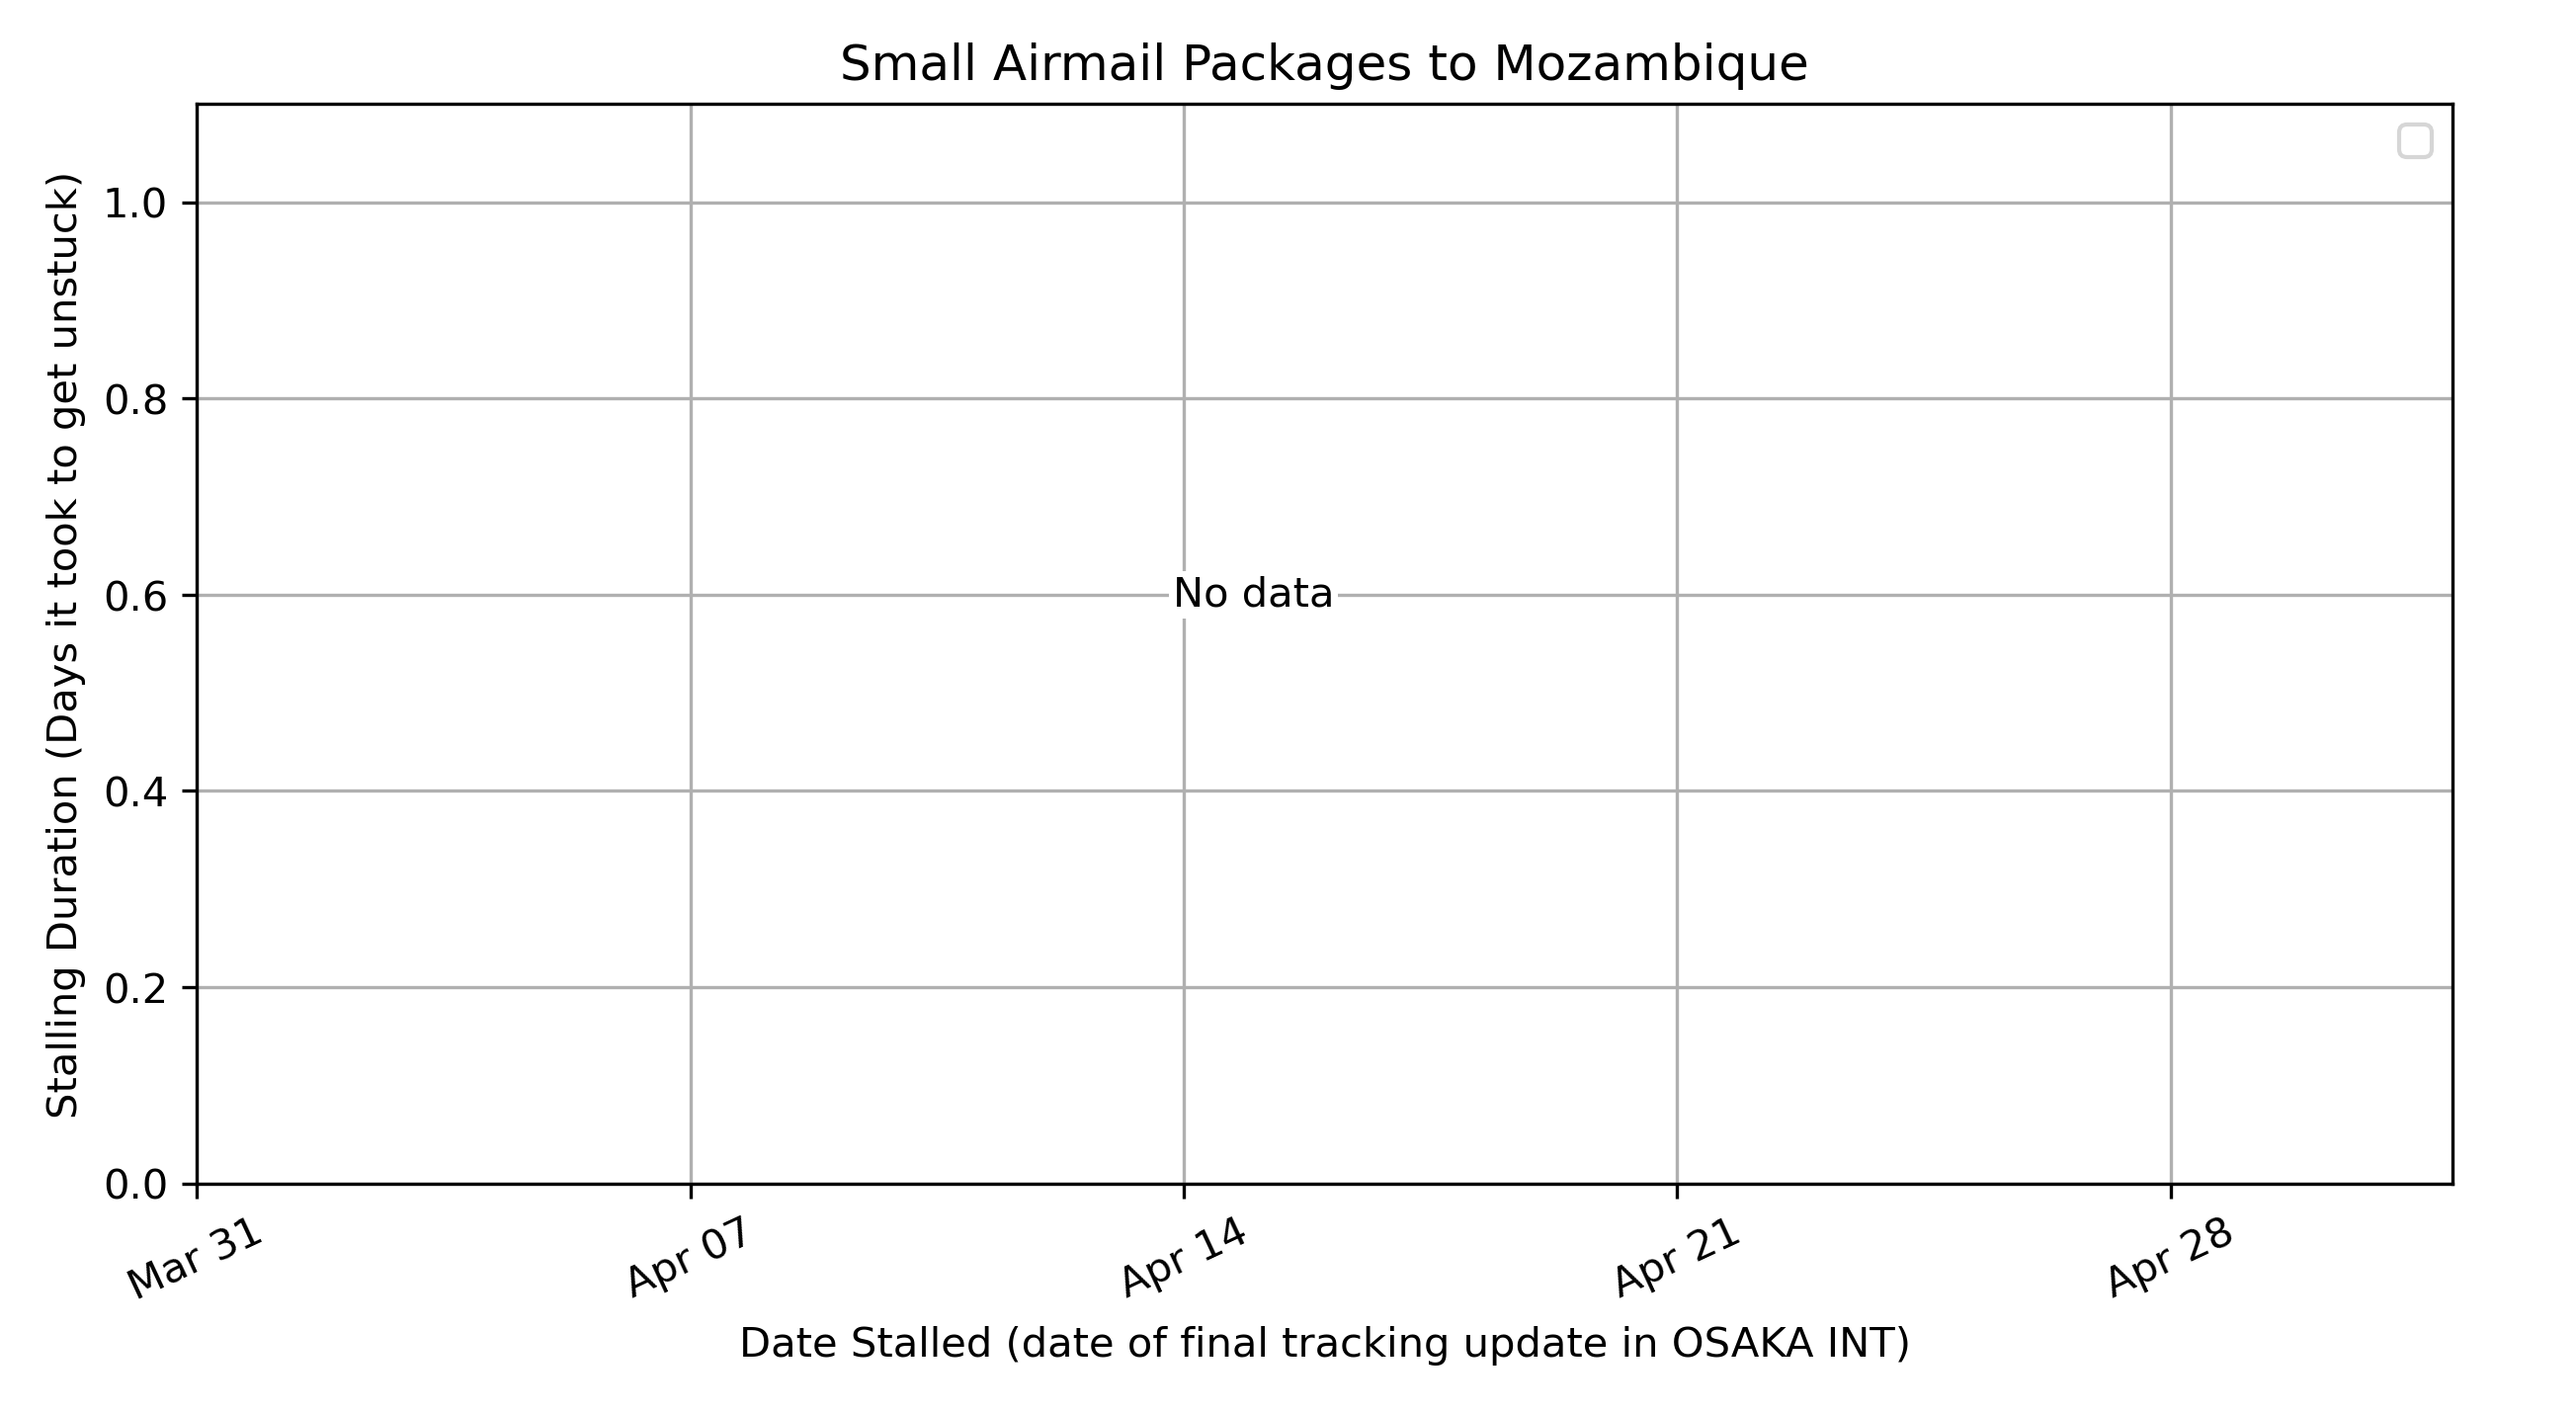 Small Airmail Packages to Mozambique
Stalling Duration (Days it took to get unstuck)
1.0
0.8
0.6
0.4
0.2
0.0
No data
Mar 31
Apr 07
Apr 14
Apr 21
Apr 28
Date Stalled (date of final tracking update in OSAKA INT)